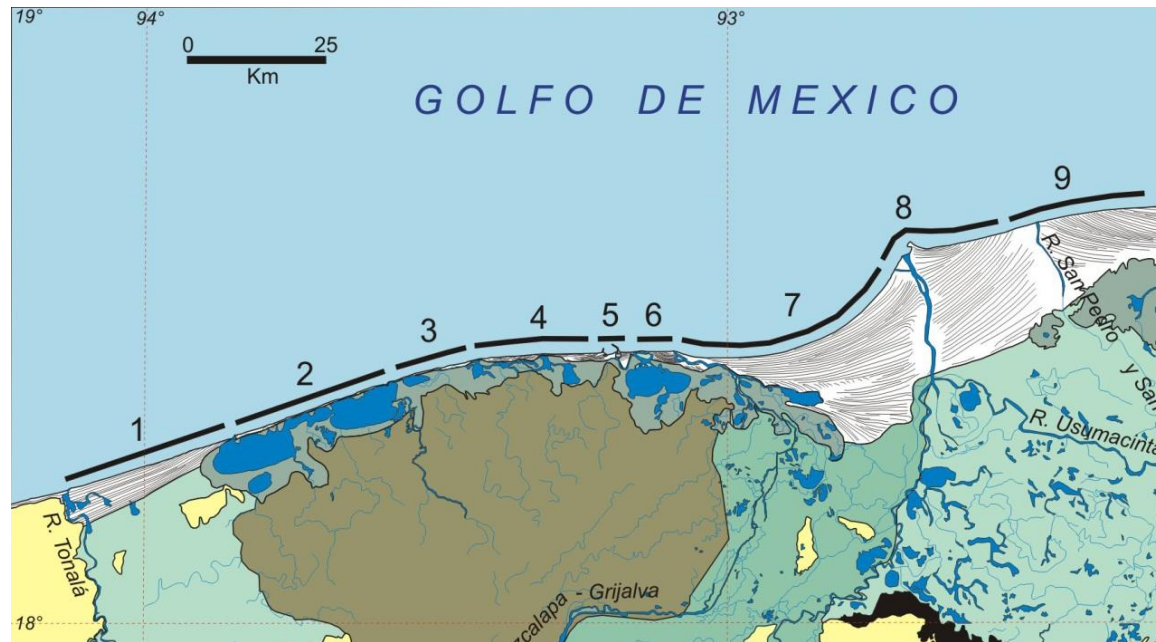 19°
94°
93°
0 25
Km
GOLFO DE MEXICO
1
2
3
4
5
6
7
8
9
R. San Pedro
y San
R. Usumacinta
R. Tonalá
Grijalva
18°